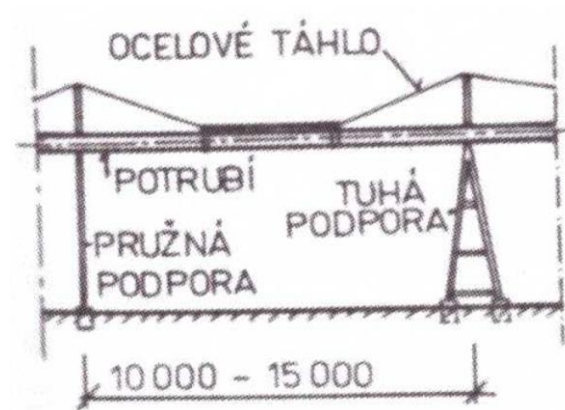 OCELOVÉ TÁHLO
POTRUBÍ
TUHÁ
PODPORA
PRUŽNÁ
PODPORA
10 000 - 15 000